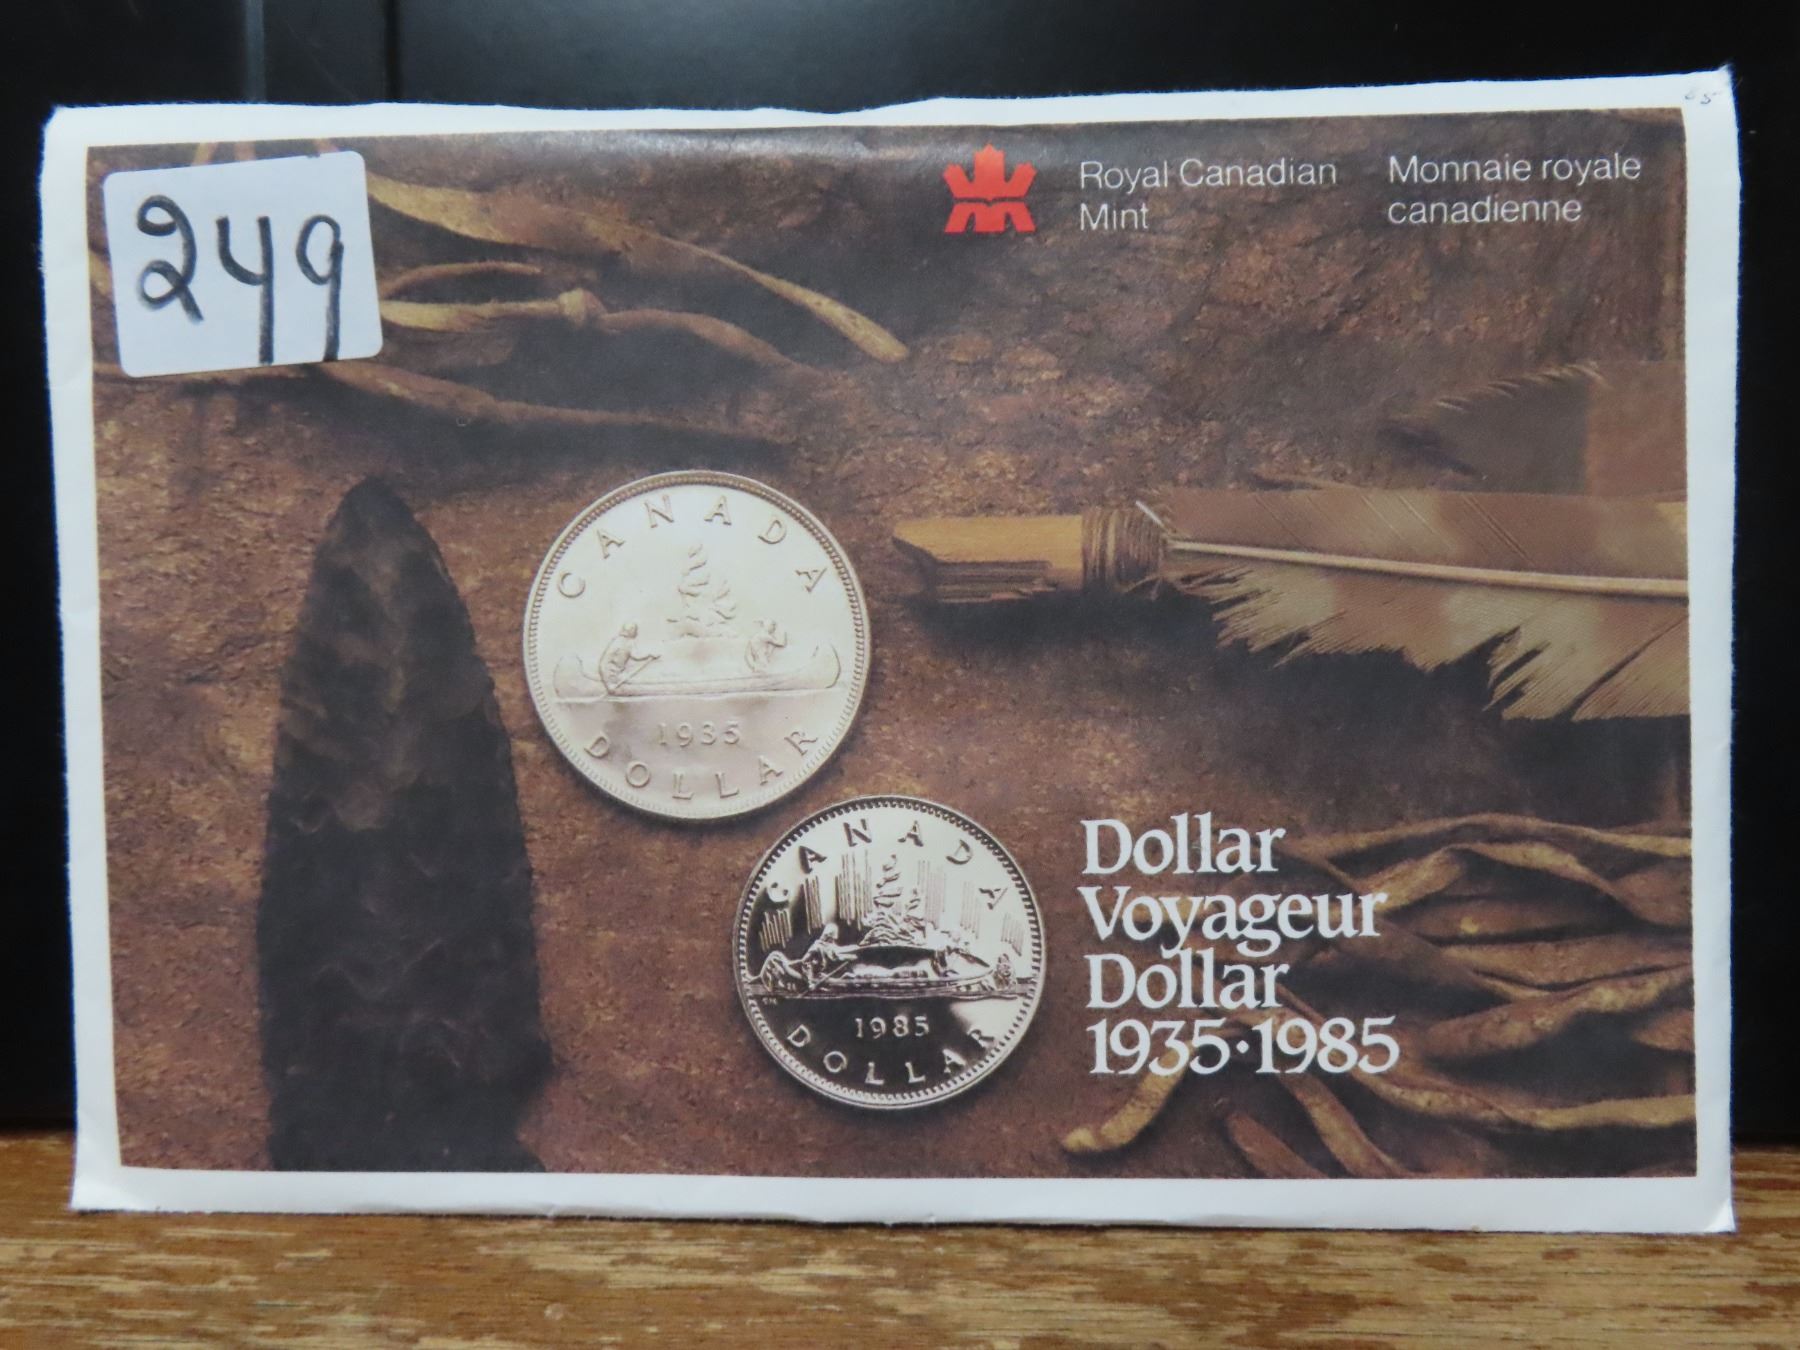 249
Royal Canadian
Mint
Monnaie royale
canadienne
CANADA
1935
DOLLAR
CANADA
1985
DOLLAR
Dollar
Voyageur
Dollar
1935·1985